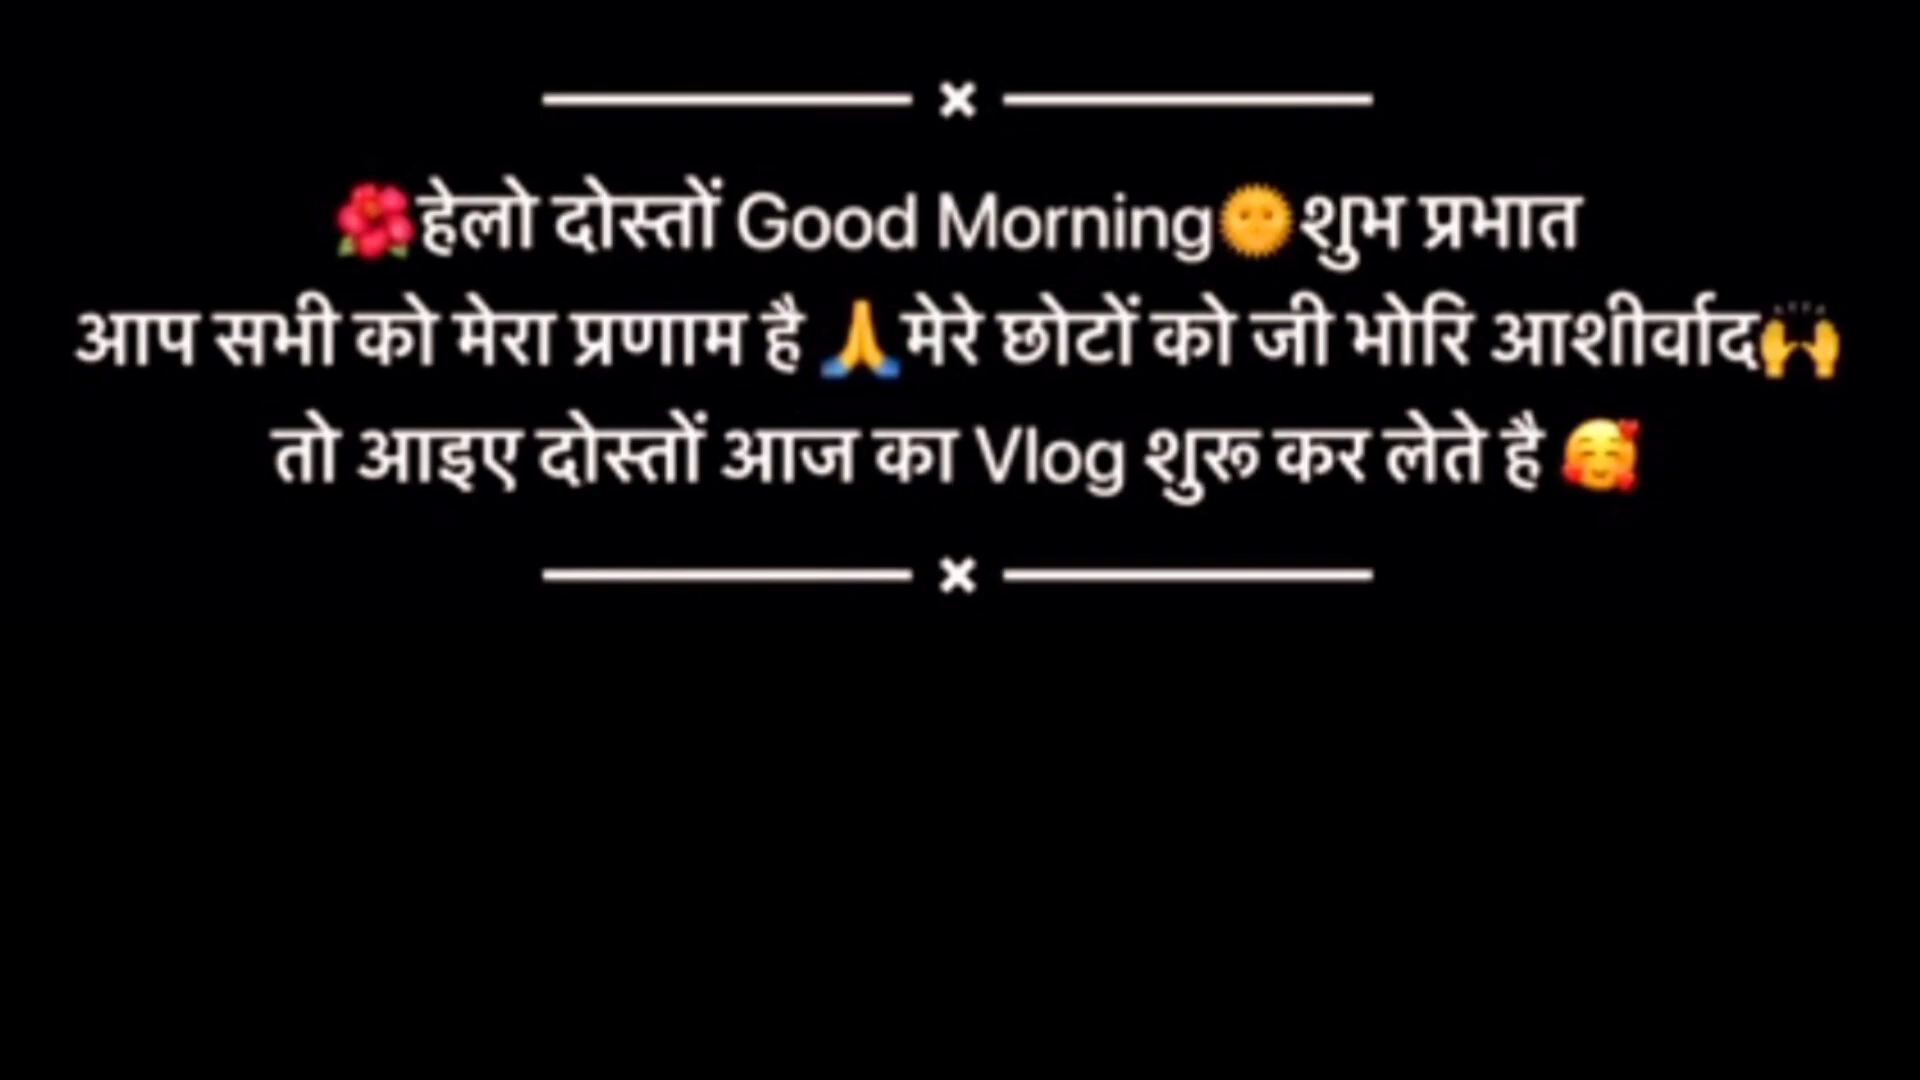 🌺हेलो दोस्तों Good Morning🌞शुभ प्रभात
आप सभी को मेरा प्रणाम है 🙏मेरे छोटों को जी भोरि आशीर्वाद🙌
तो आइए दोस्तों आज का Vlog शुरू कर लेते है 🥰